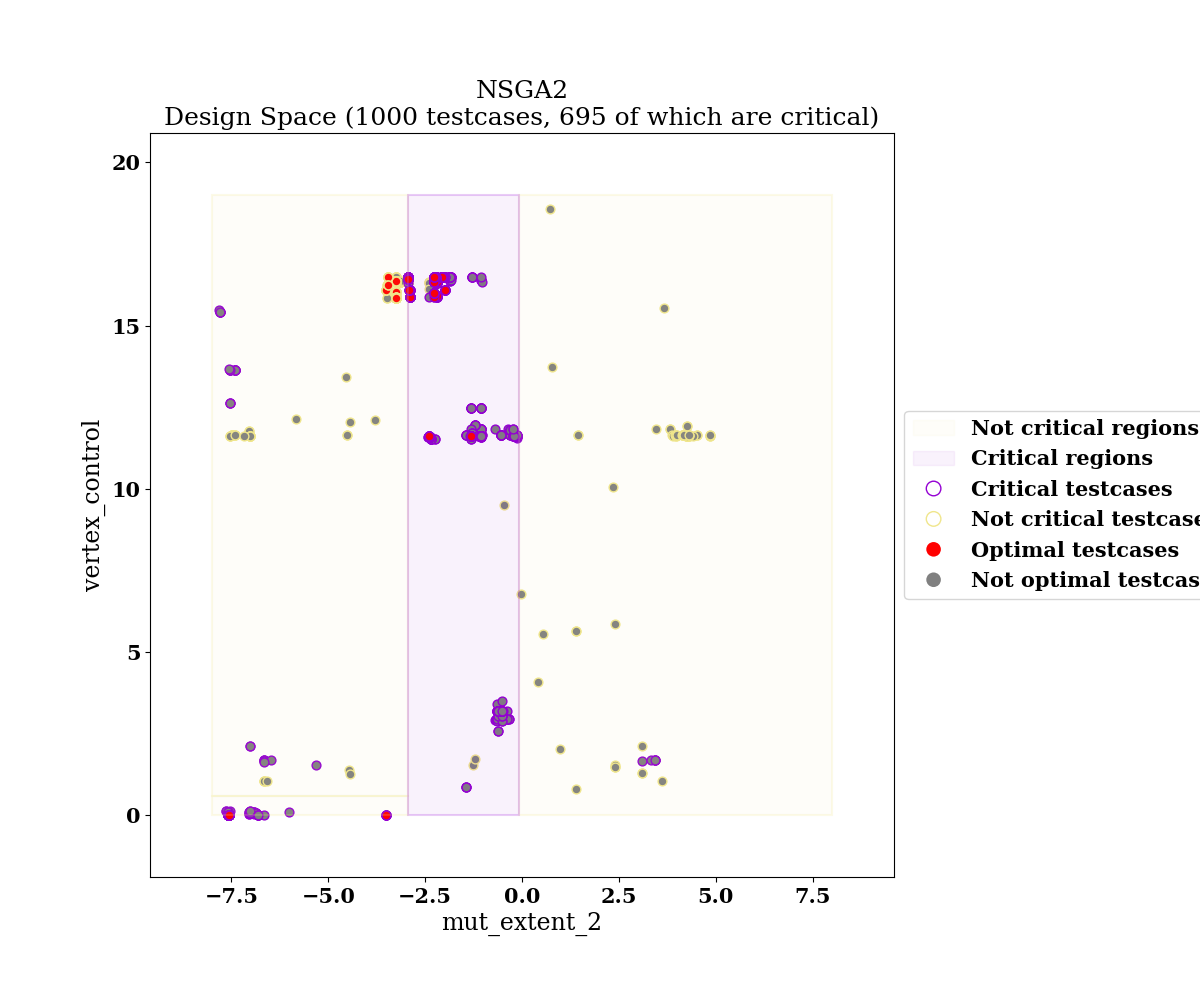 NSGA2
Design Space (1000 testcases, 695 of which are critical)
20
15
10
5
0
vertex_control
−7.5 −5.0 −2.5 0.0 2.5 5.0 7.5
mut_extent_2
Not critical regions
Critical regions
Critical testcases
Not critical testcase
Optimal testcases
Not optimal testcas